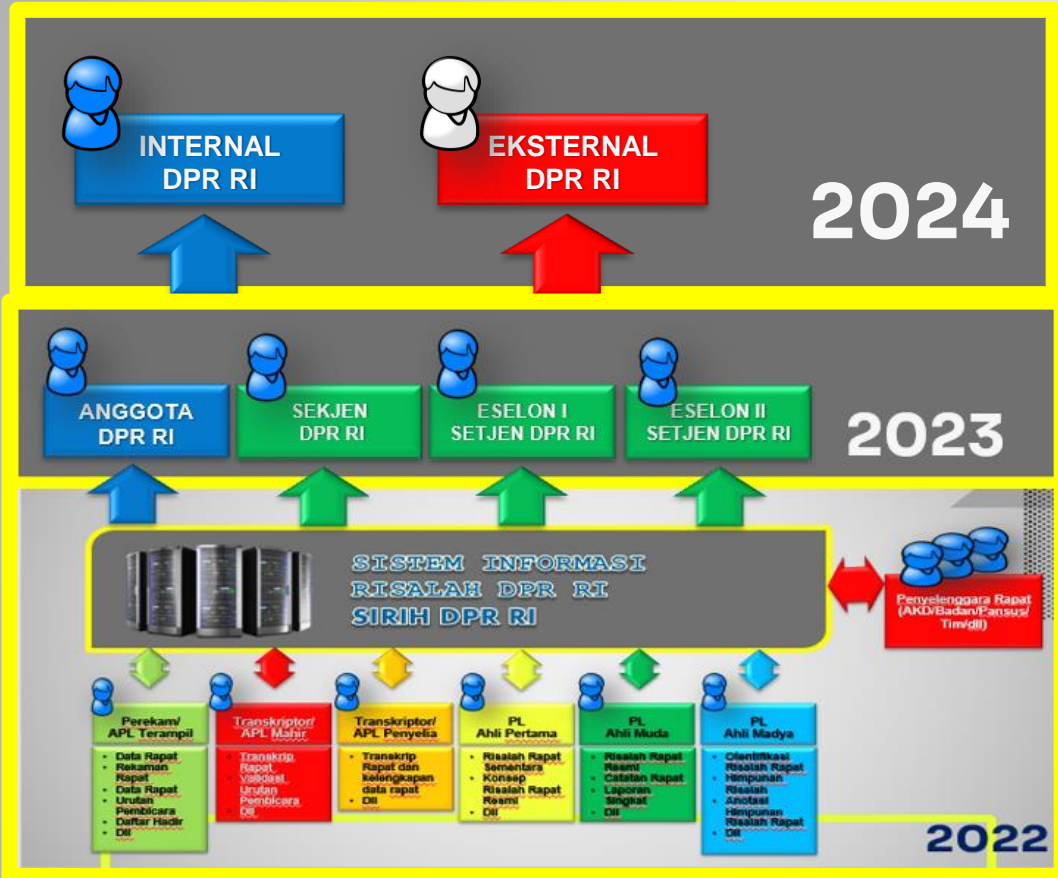 INTERNAL
DPR RI
EKSTERNAL
DPR RI
2024
ANGGOTA
DPR RI
SEKJEN
DPR RI
ESELON I
SETJEN DPR RI
ESELON II
SETJEN DPR RI
2023
SISTEM INFORMASI
RISALAH DPR RI
SIRIH DPR RI
Penyelenggara Rapat
(AKD/Badan/Pansus/
Tim/dll)
Perekam/
APL Terampil
• Data Rapat
• Rekaman
Rapat
• Data Rapat
• Urutan
Pembicara
• Daftar Hadir
• Dll
Transkriptor/
APL Mahir
• Transkrip
Rapat
• Validasi
Urutan
Pembicara
• Dll
Transkriptor/
APL Penyelia
• Transkrip
Rapat dan
kelengkapan
data rapat
• Dll
PL
Ahli Pertama
• Risalah Rapat
Sementara
• Konsep
Risalah Rapat
Resmi
• Dll
PL
Ahli Muda
• Risalah Rapat
Resmi
• Catatan Rapat
• Laporan
Singkat
• Dll
PL
Ahli Madya
• Otentifikasi
Risalah Rapat
• Himpunan
Risalah
• Anotasi
Himpunan
Risalah Rapat
• Dll
2022